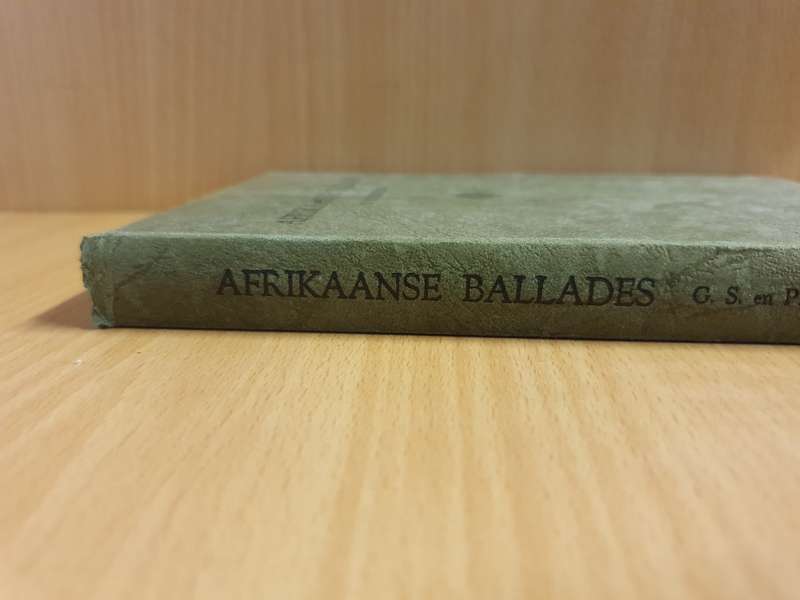 AFRIKAANSE BALLADES G. S. en P.